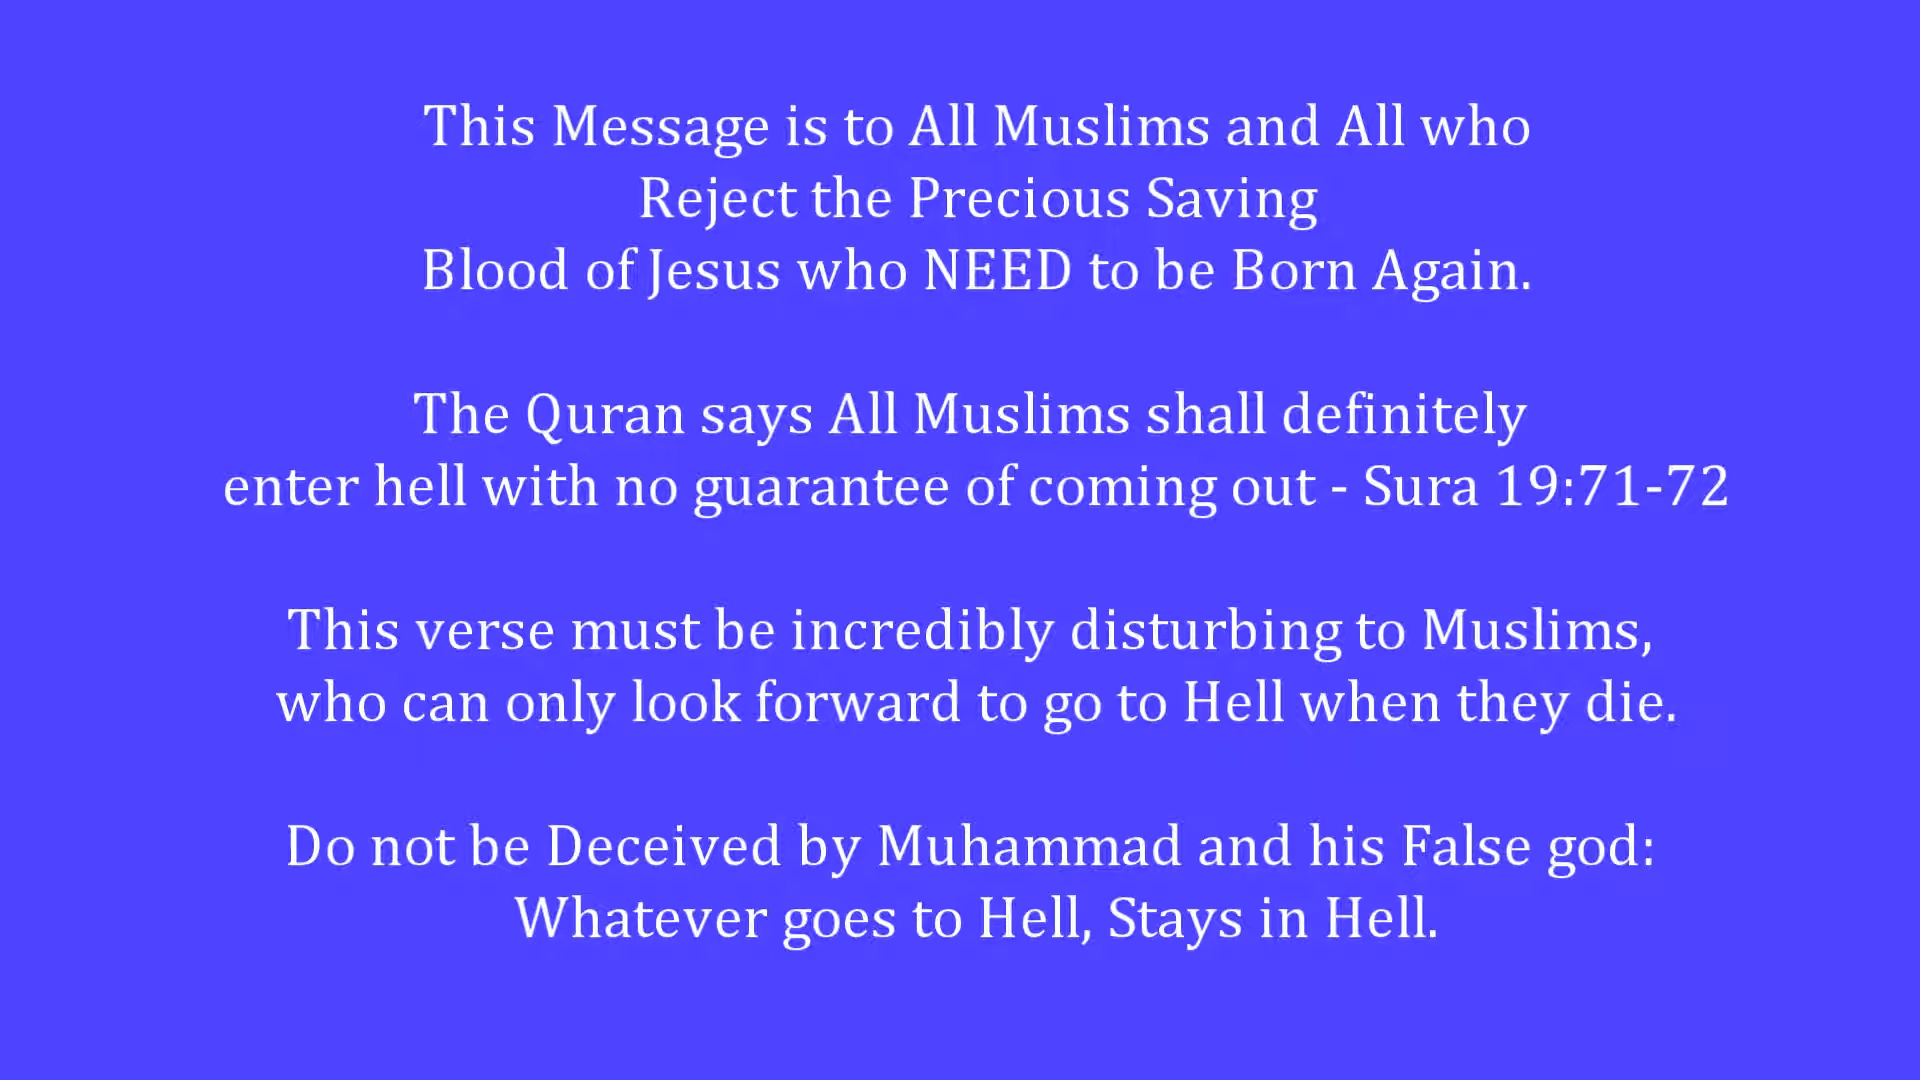 This Message is to All Muslims and All who
Reject the Precious Saving
Blood of Jesus who NEED to be Born Again.
The Quran says All Muslims shall definitely
enter hell with no guarantee of coming out - Sura 19:71-72
This verse must be incredibly disturbing to Muslims,
who can only look forward to go to Hell when they die.
Do not be Deceived by Muhammad and his False god:
Whatever goes to Hell, Stays in Hell.